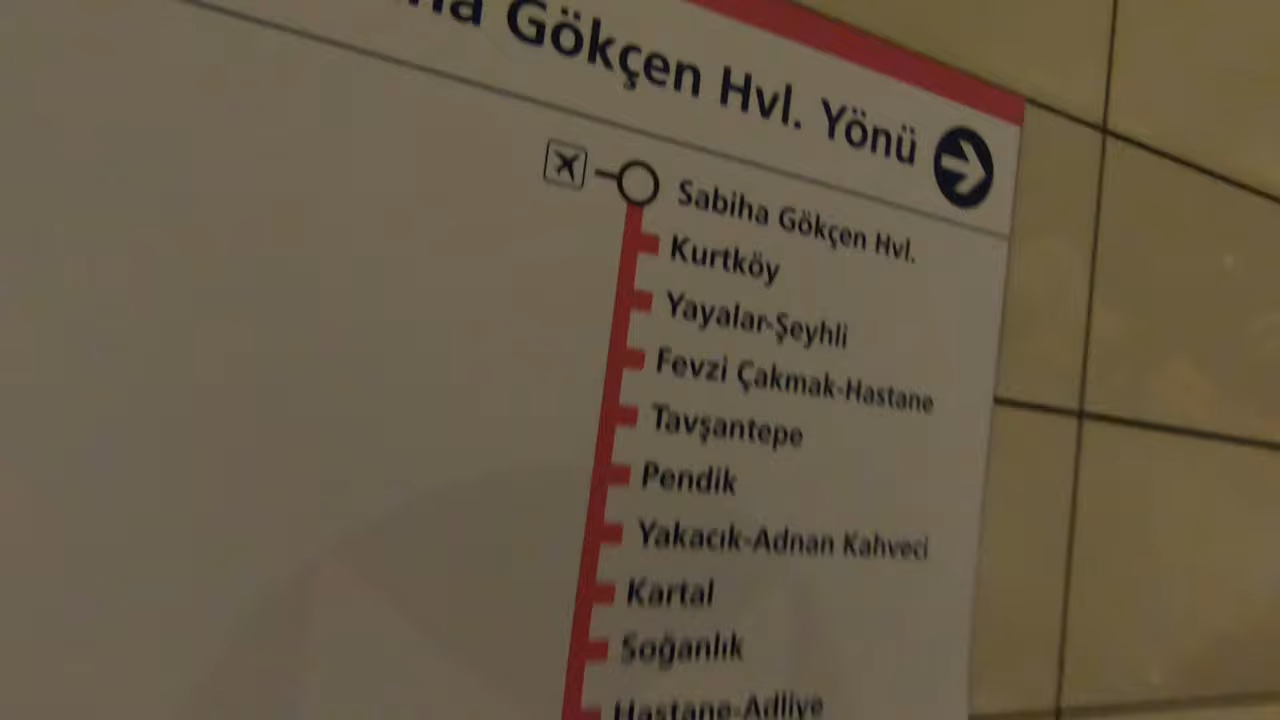 Gökçen Hvl. Yönü
Sabiha Gökçen Hvl.
Kurtköy
Yayalar-Şeyhli
Fevzi Çakmak-Hastane
Tavşantepe
Pendik
Yakacık-Adnan Kahveci
Kartal
Soğanlık
Hastane-Adliye